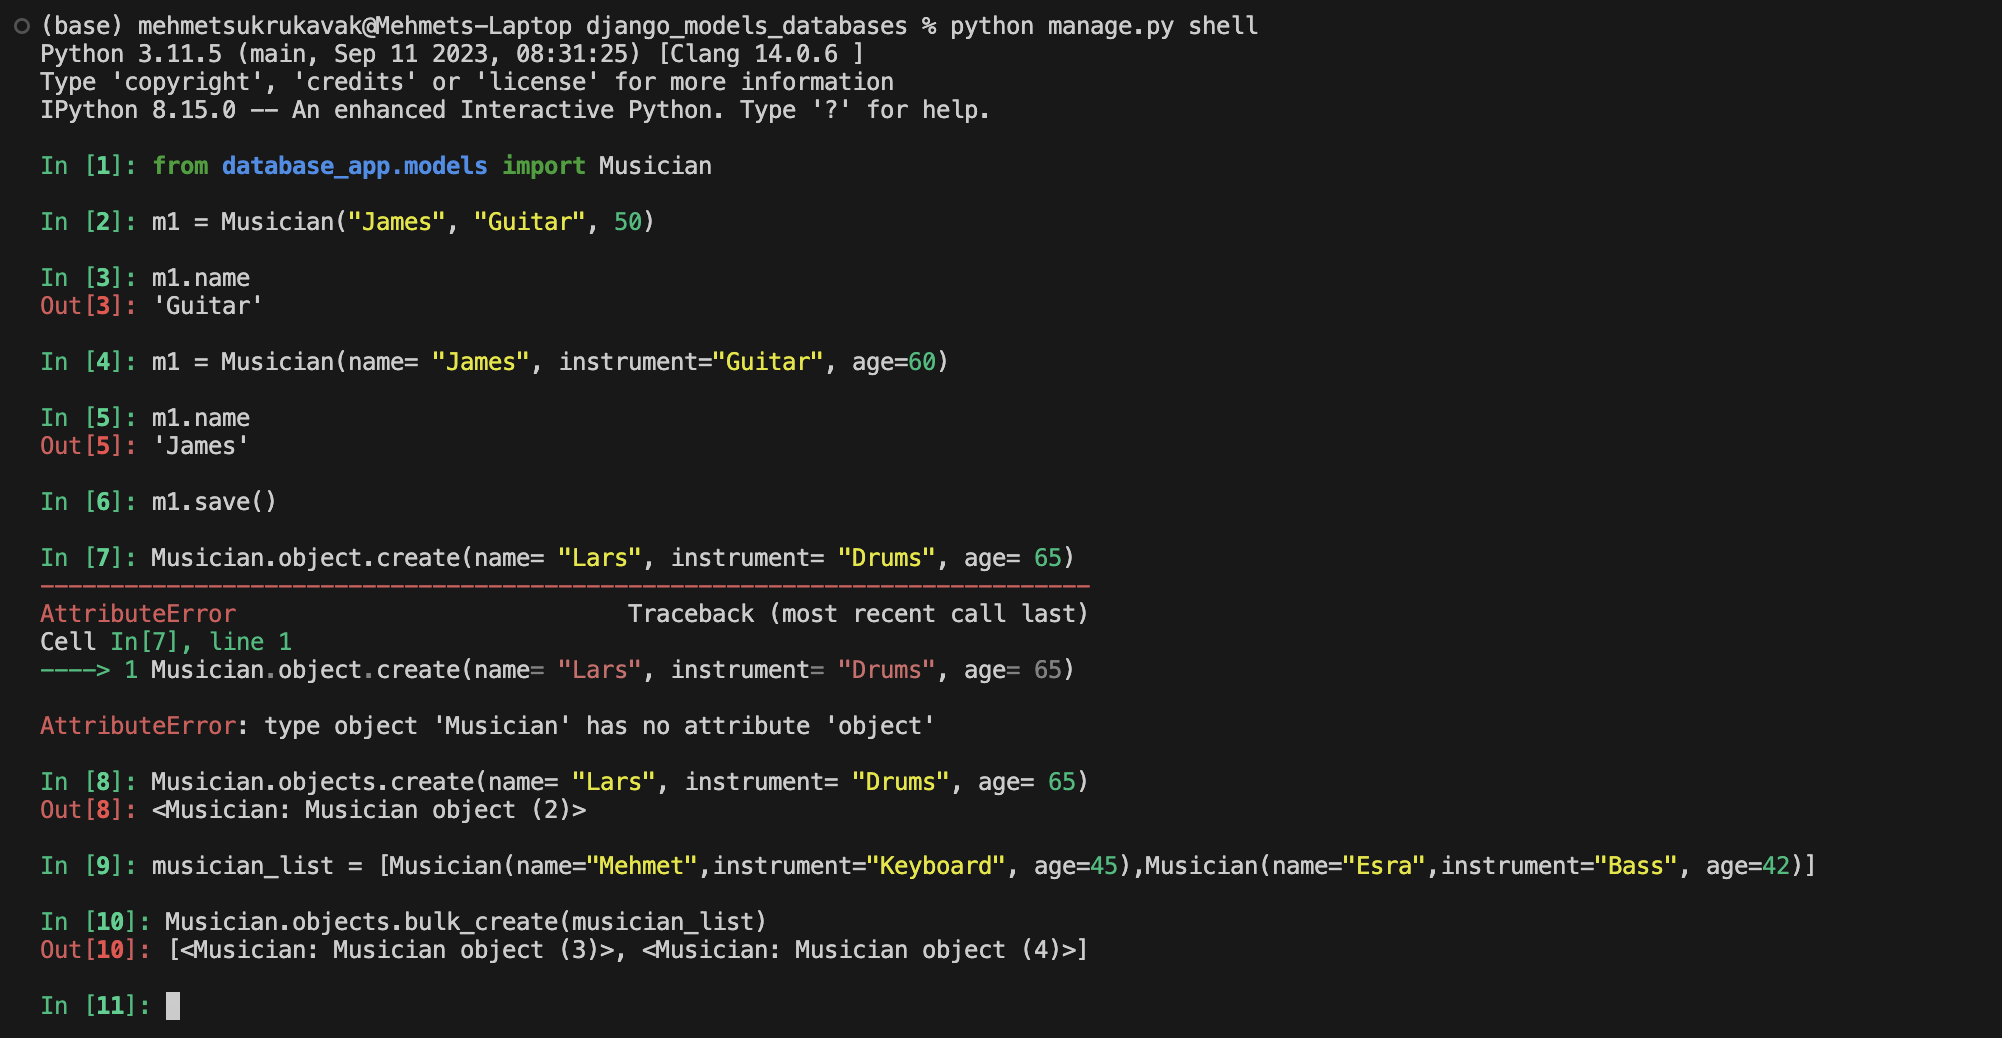 (base) mehmetsukrukavak@Mehmets-Laptop django_models_databases % python manage.py shell
Python 3.11.5 (main, Sep 11 2023, 08:31:25) [Clang 14.0.6 ]
Type 'copyright', 'credits' or 'license' for more information
IPython 8.15.0 -- An enhanced Interactive Python. Type '?' for help.
In [1]: from database_app.models import Musician
In [2]: m1 = Musician("James", "Guitar", 50)
In [3]: m1.name
Out[3]: 'Guitar'
In [4]: m1 = Musician(name= "James", instrument="Guitar", age=60)
In [5]: m1.name
Out[5]: 'James'
In [6]: m1.save()
In [7]: Musician.object.create(name= "Lars", instrument= "Drums", age= 65)
---------------------------------------------------------------------------
AttributeError                            Traceback (most recent call last)
Cell In[7], line 1
----> 1 Musician.object.create(name= "Lars", instrument= "Drums", age= 65)
AttributeError: type object 'Musician' has no attribute 'object'
In [8]: Musician.objects.create(name= "Lars", instrument= "Drums", age= 65)
Out[8]: <Musician: Musician object (2)>
In [9]: musician_list = [Musician(name="Mehmet",instrument="Keyboard", age=45),Musician(name="Esra",instrument="Bass", age=42)]
In [10]: Musician.objects.bulk_create(musician_list)
Out[10]: [<Musician: Musician object (3)>, <Musician: Musician object (4)>]
In [11]: